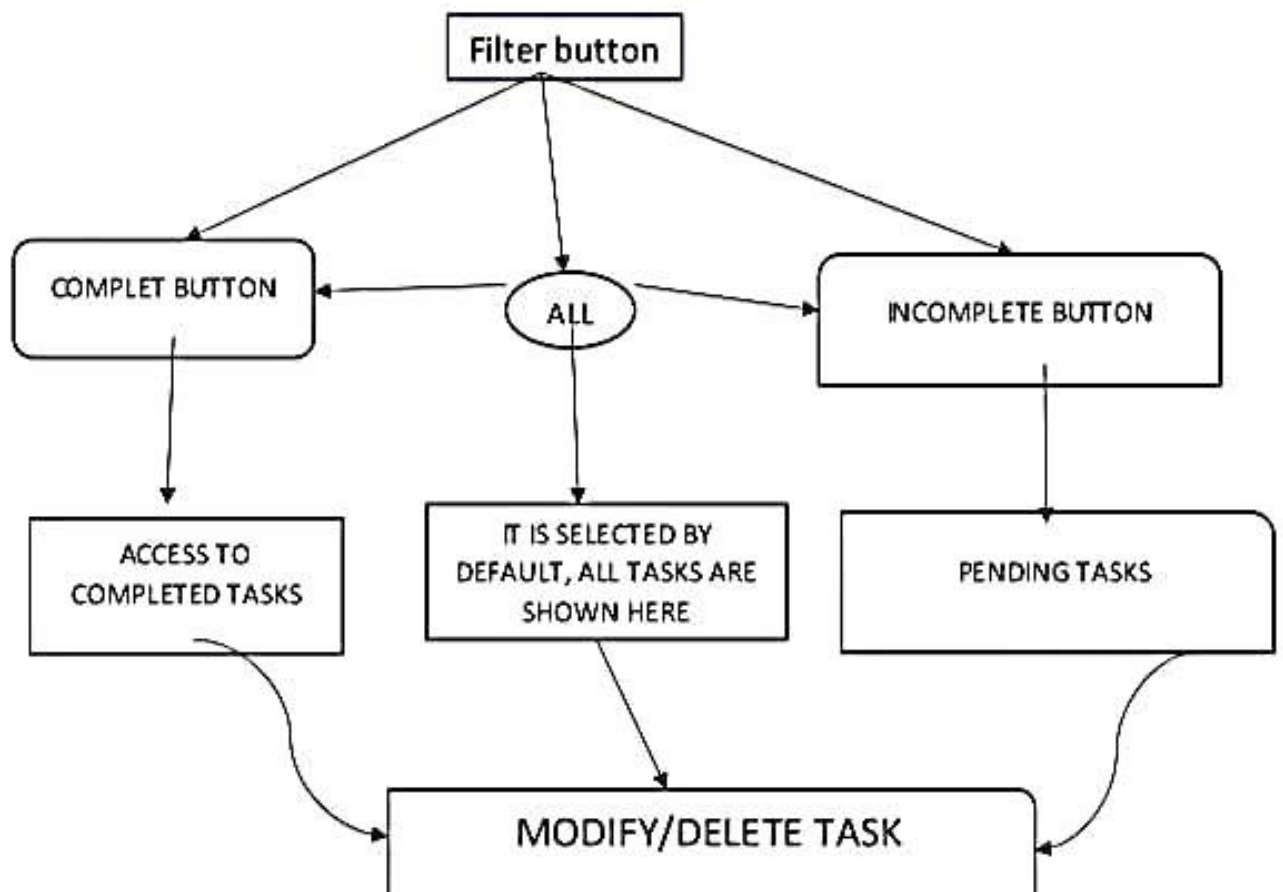 Filter button
COMPLET BUTTON
ALL
INCOMPLETE BUTTON
ACCESS TO
COMPLETED TASKS
IT IS SELECTED BY
DEFAULT, ALL TASKS ARE
SHOWN HERE
PENDING TASKS
MODIFY/DELETE TASK